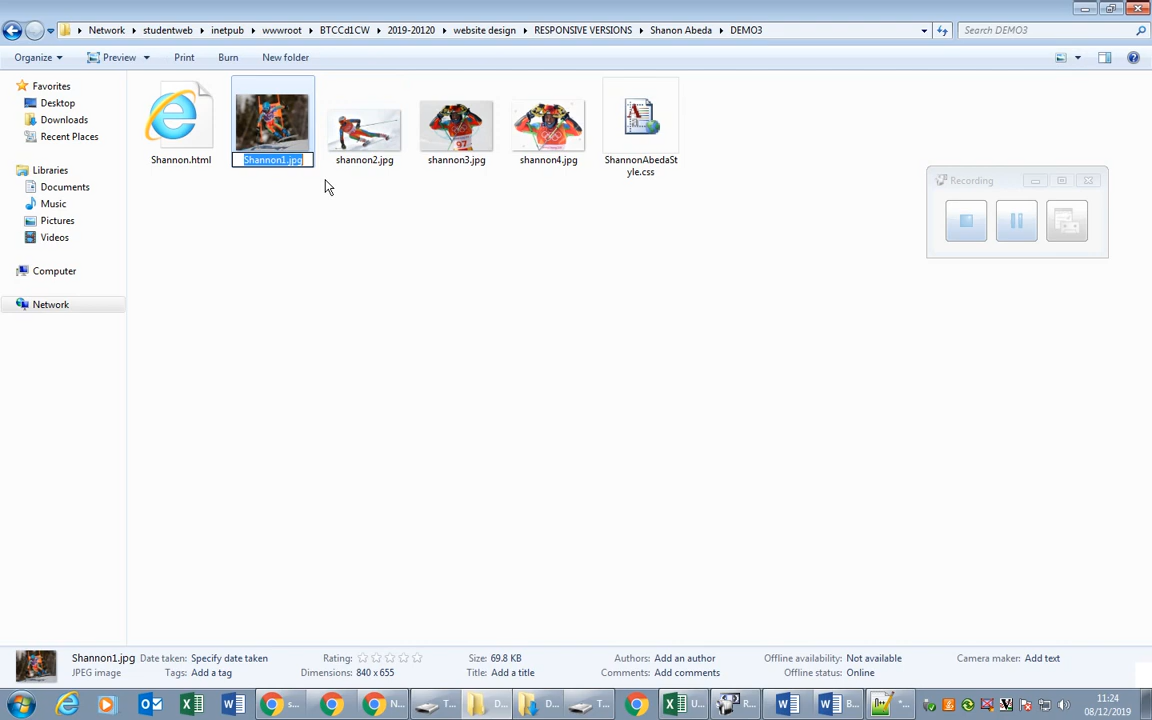 Network
studentweb
inetpub
wwwroot
BTCCd1CW
2019-20120
website design
RESPONSIVE VERSIONS
Shanon Abeda
DEMO3
Search DEMO3
Organize
Preview
Print
Burn
New folder
Favorites
Desktop
Downloads
Recent Places
Libraries
Documents
Music
Pictures
Videos
Computer
Network
Shannon.html
Shannon1.jpg
shannon2.jpg
shannon3.jpg
shannon4.jpg
ShannonAbedaSt
yle.css
97
Recording
Shannon1.jpg Date taken: Specify date taken Rating: Size: 69.8 KB Authors: Add an author Offline availability: Not available Camera maker: Add text
JPEG image Tags: Add a tag Dimensions: 840 x 655 Title: Add a title Comments: Add comments Offline status: Online
s...
N...
T...
D...
D...
T...
U...
R...
B...
11:24
08/12/2019